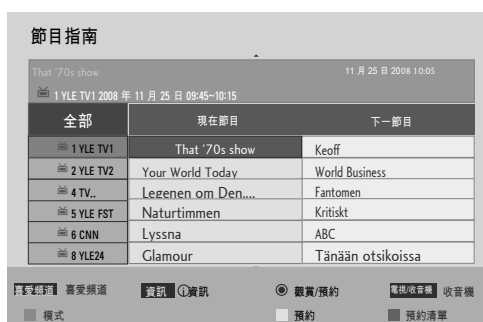 節目指南
That '70s show 11 月 25 日 2008 10:05
1 YLE TV1 2008 年 11 月 25 日 09:45~10:15
全部 現在節目 下一節目
1 YLE TV1 That '70s show Keoff
2 YLE TV2 Your World Today World Business
4 TV.. Legenen om Den.... Fantomen
5 YLE FST Naturtimmen Kritiskt
6 CNN Lyssna ABC
8 YLE24 Glamour Tänään otsikoissa
喜愛頻道 喜愛頻道 資訊 ⓘ資訊 觀賞/預約 電視/收音機 收音機
模式 預約 預約清單